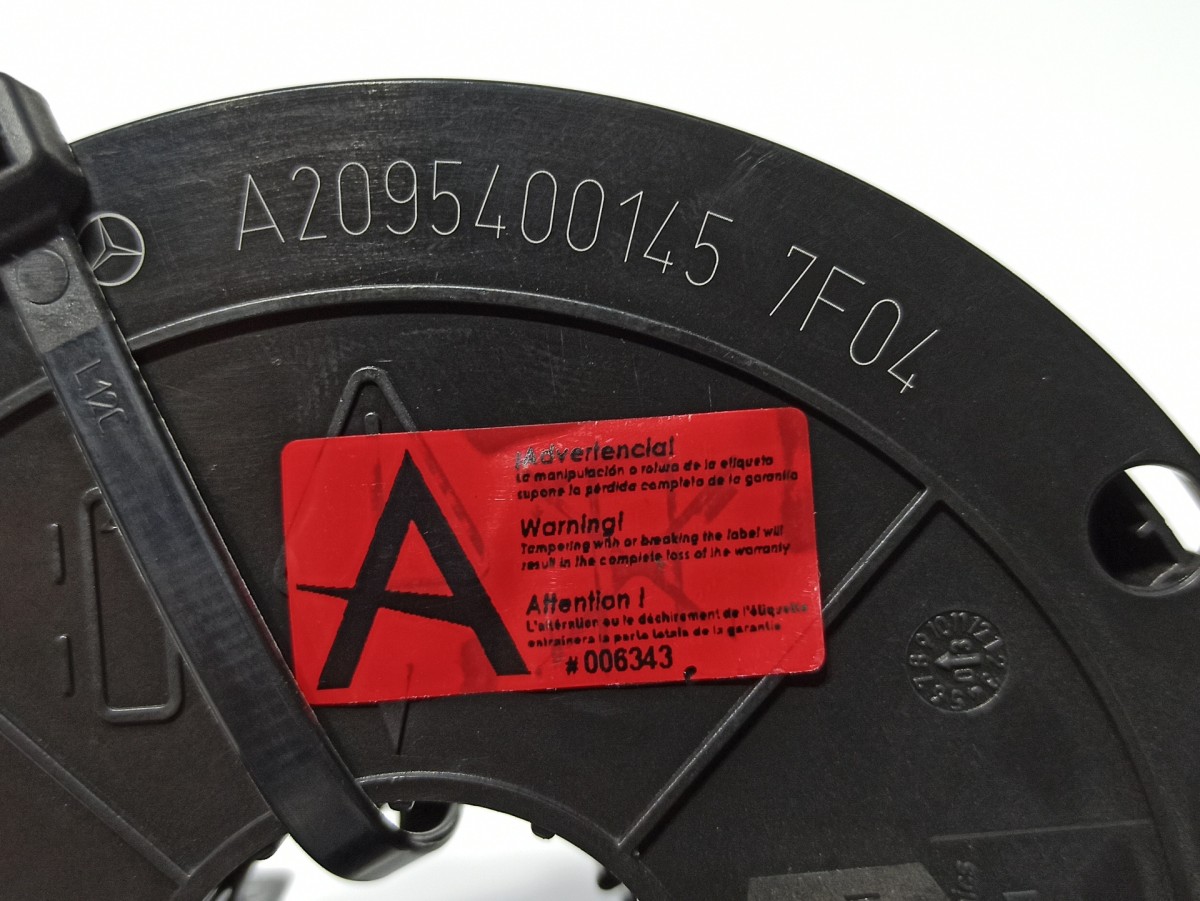 A2095400145 7F04
L12C
¡Advertencia!
La manipulación o rotura de la etiqueta
supone la pérdida completa de la garantía
Warning!
Tampering with or breaking the label will
result in the complete loss of the warranty
Attention !
L'altération ou le déchirement de l'étiquette
entraînera la perte totale de la garantie
#006343